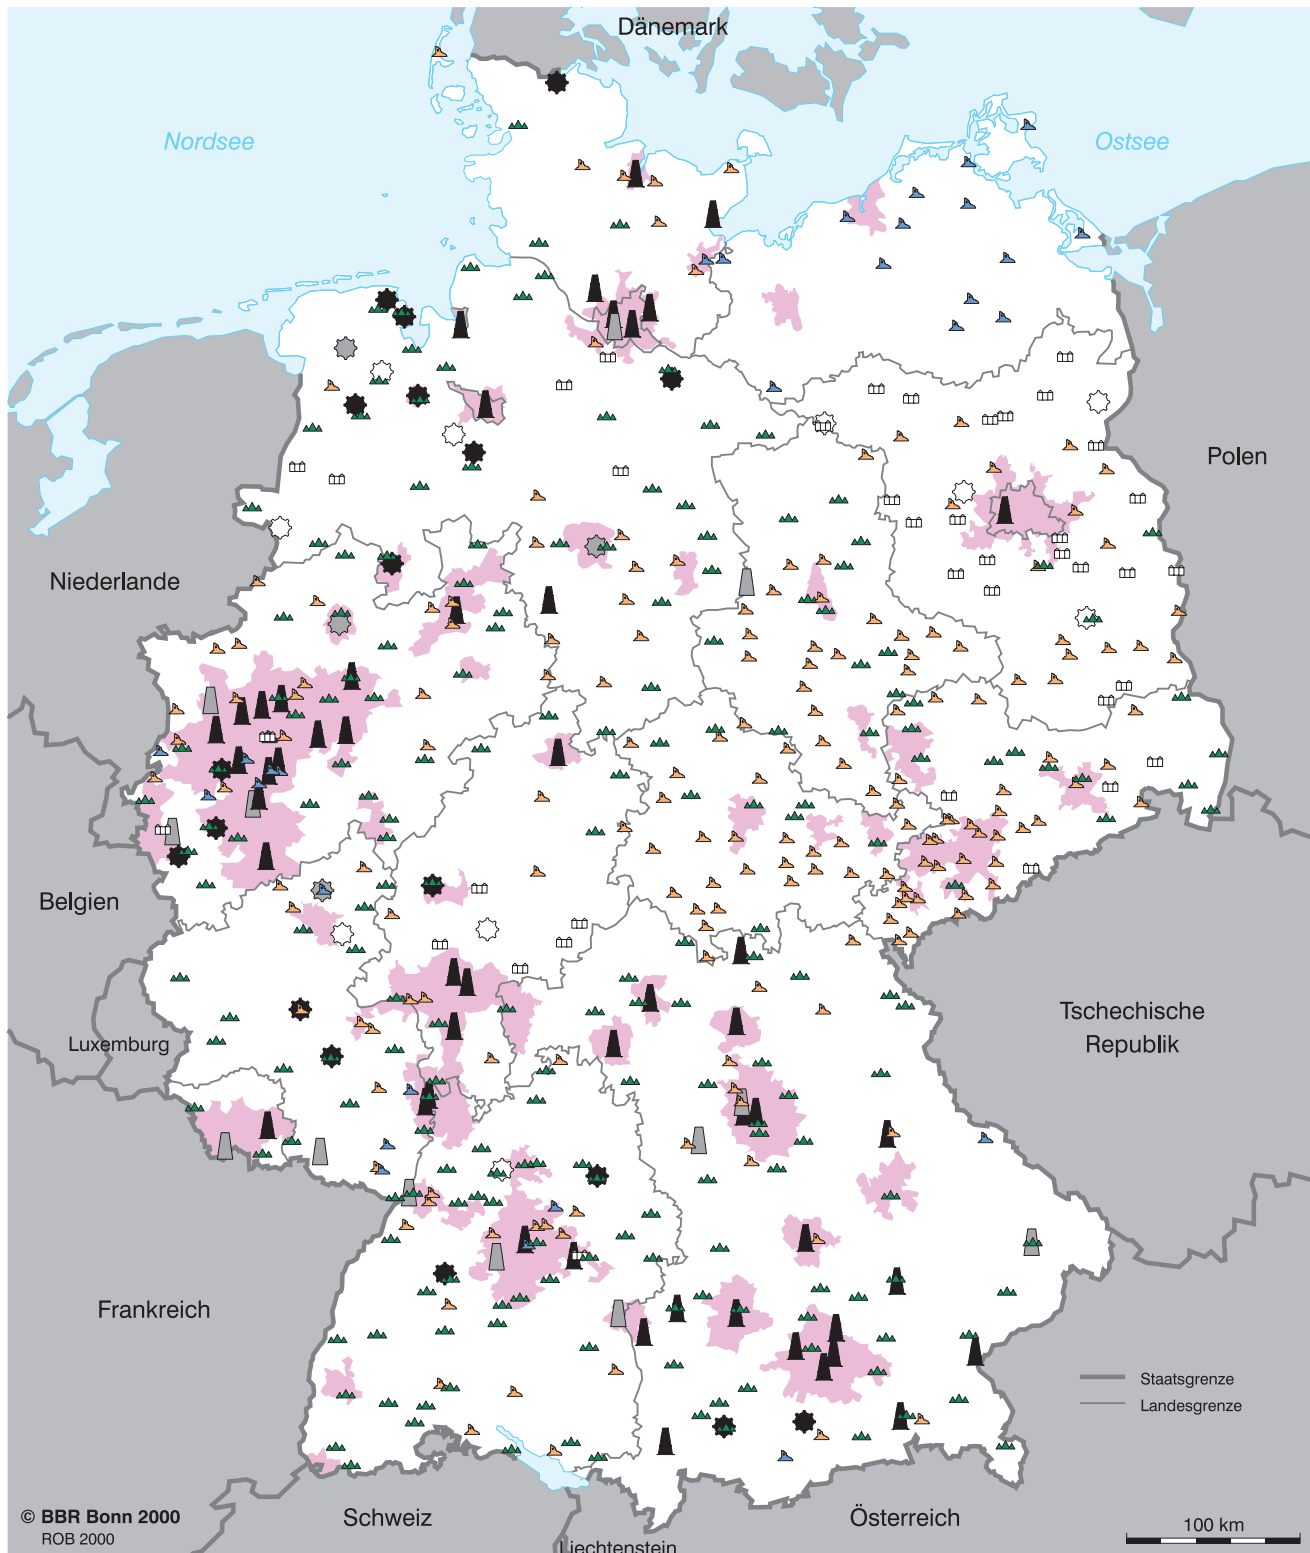 Dänemark
Nordsee
Ostsee
Polen
Niederlande
Belgien
Tschechische
Republik
Luxemburg
Frankreich
Staatsgrenze
Landesgrenze
© BBR Bonn 2000
ROB 2000
Schweiz
Österreich
Liechtenstein
100 km